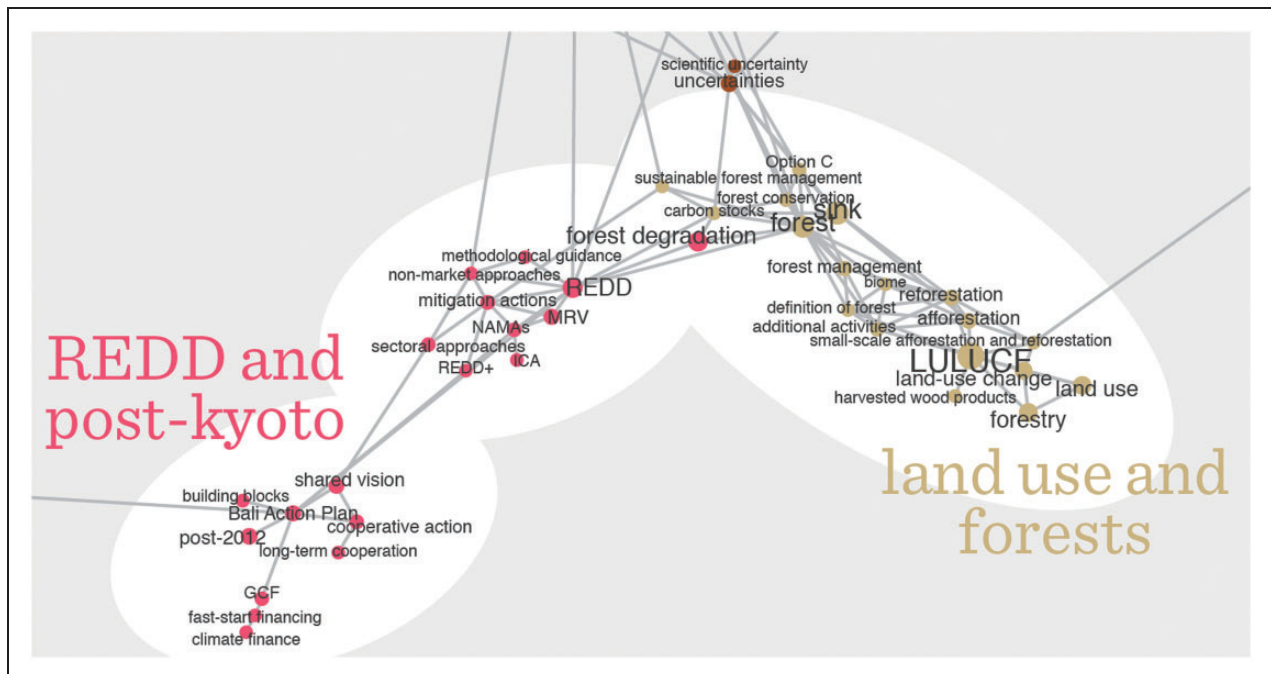 scientific uncertainty
uncertainties
Option C
sustainable forest management
forest conservation
carbon stocks
sink
forest
forest degradation
methodological guidance
non-market approaches
REDD
mitigation actions
MRV
NAMAs
sectoral approaches
ICA
REDD+
forest management
biome
reforestation
definition of forest
afforestation
additional activities
small-scale afforestation and reforestation
LULUCF
land-use change
land use
harvested wood products
forestry
REDD and
post-kyoto
land use and
forests
shared vision
building blocks
Bali Action Plan
cooperative action
post-2012
long-term cooperation
GCF
fast-start financing
climate finance